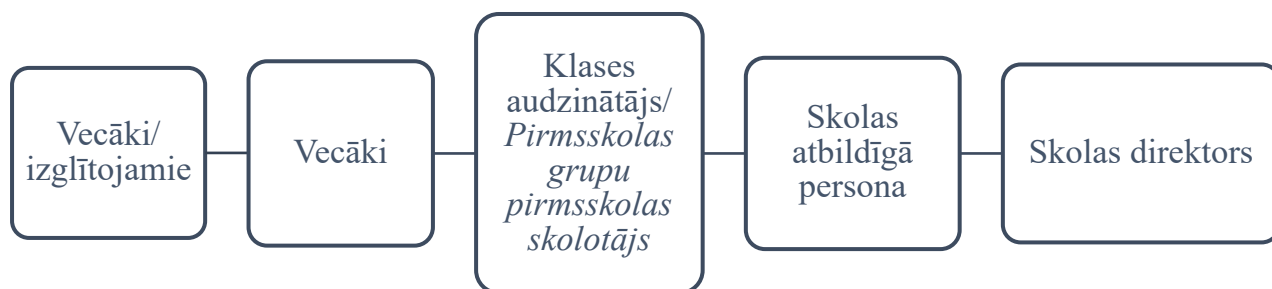 Vecāki/
izglītojamie
Vecāki
Klases
audzinātājs/
Pirmsskolas
grupu
pirmsskolas
skolotājs
Skolas
atbildīgā
persona
Skolas direktors